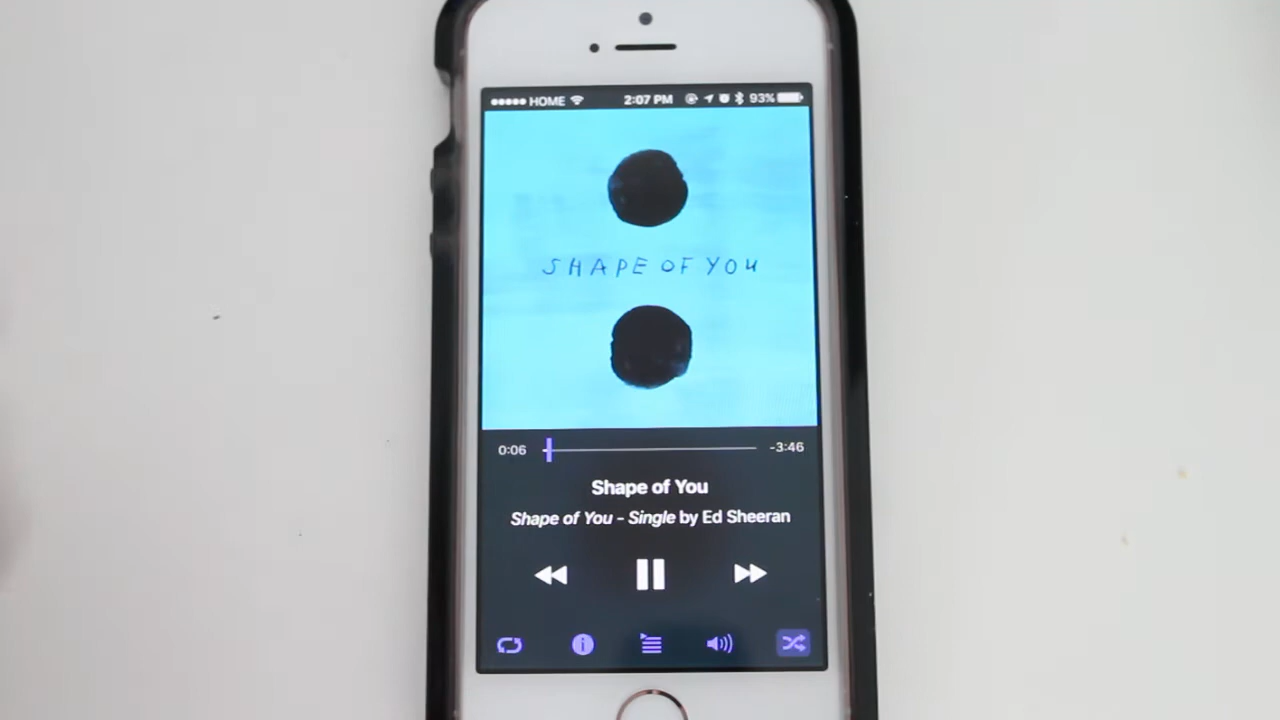 HOME 2:07 PM 93%
SHAPE OF YOU
0:06 -3:46
Shape of You
Shape of You - Single by Ed Sheeran